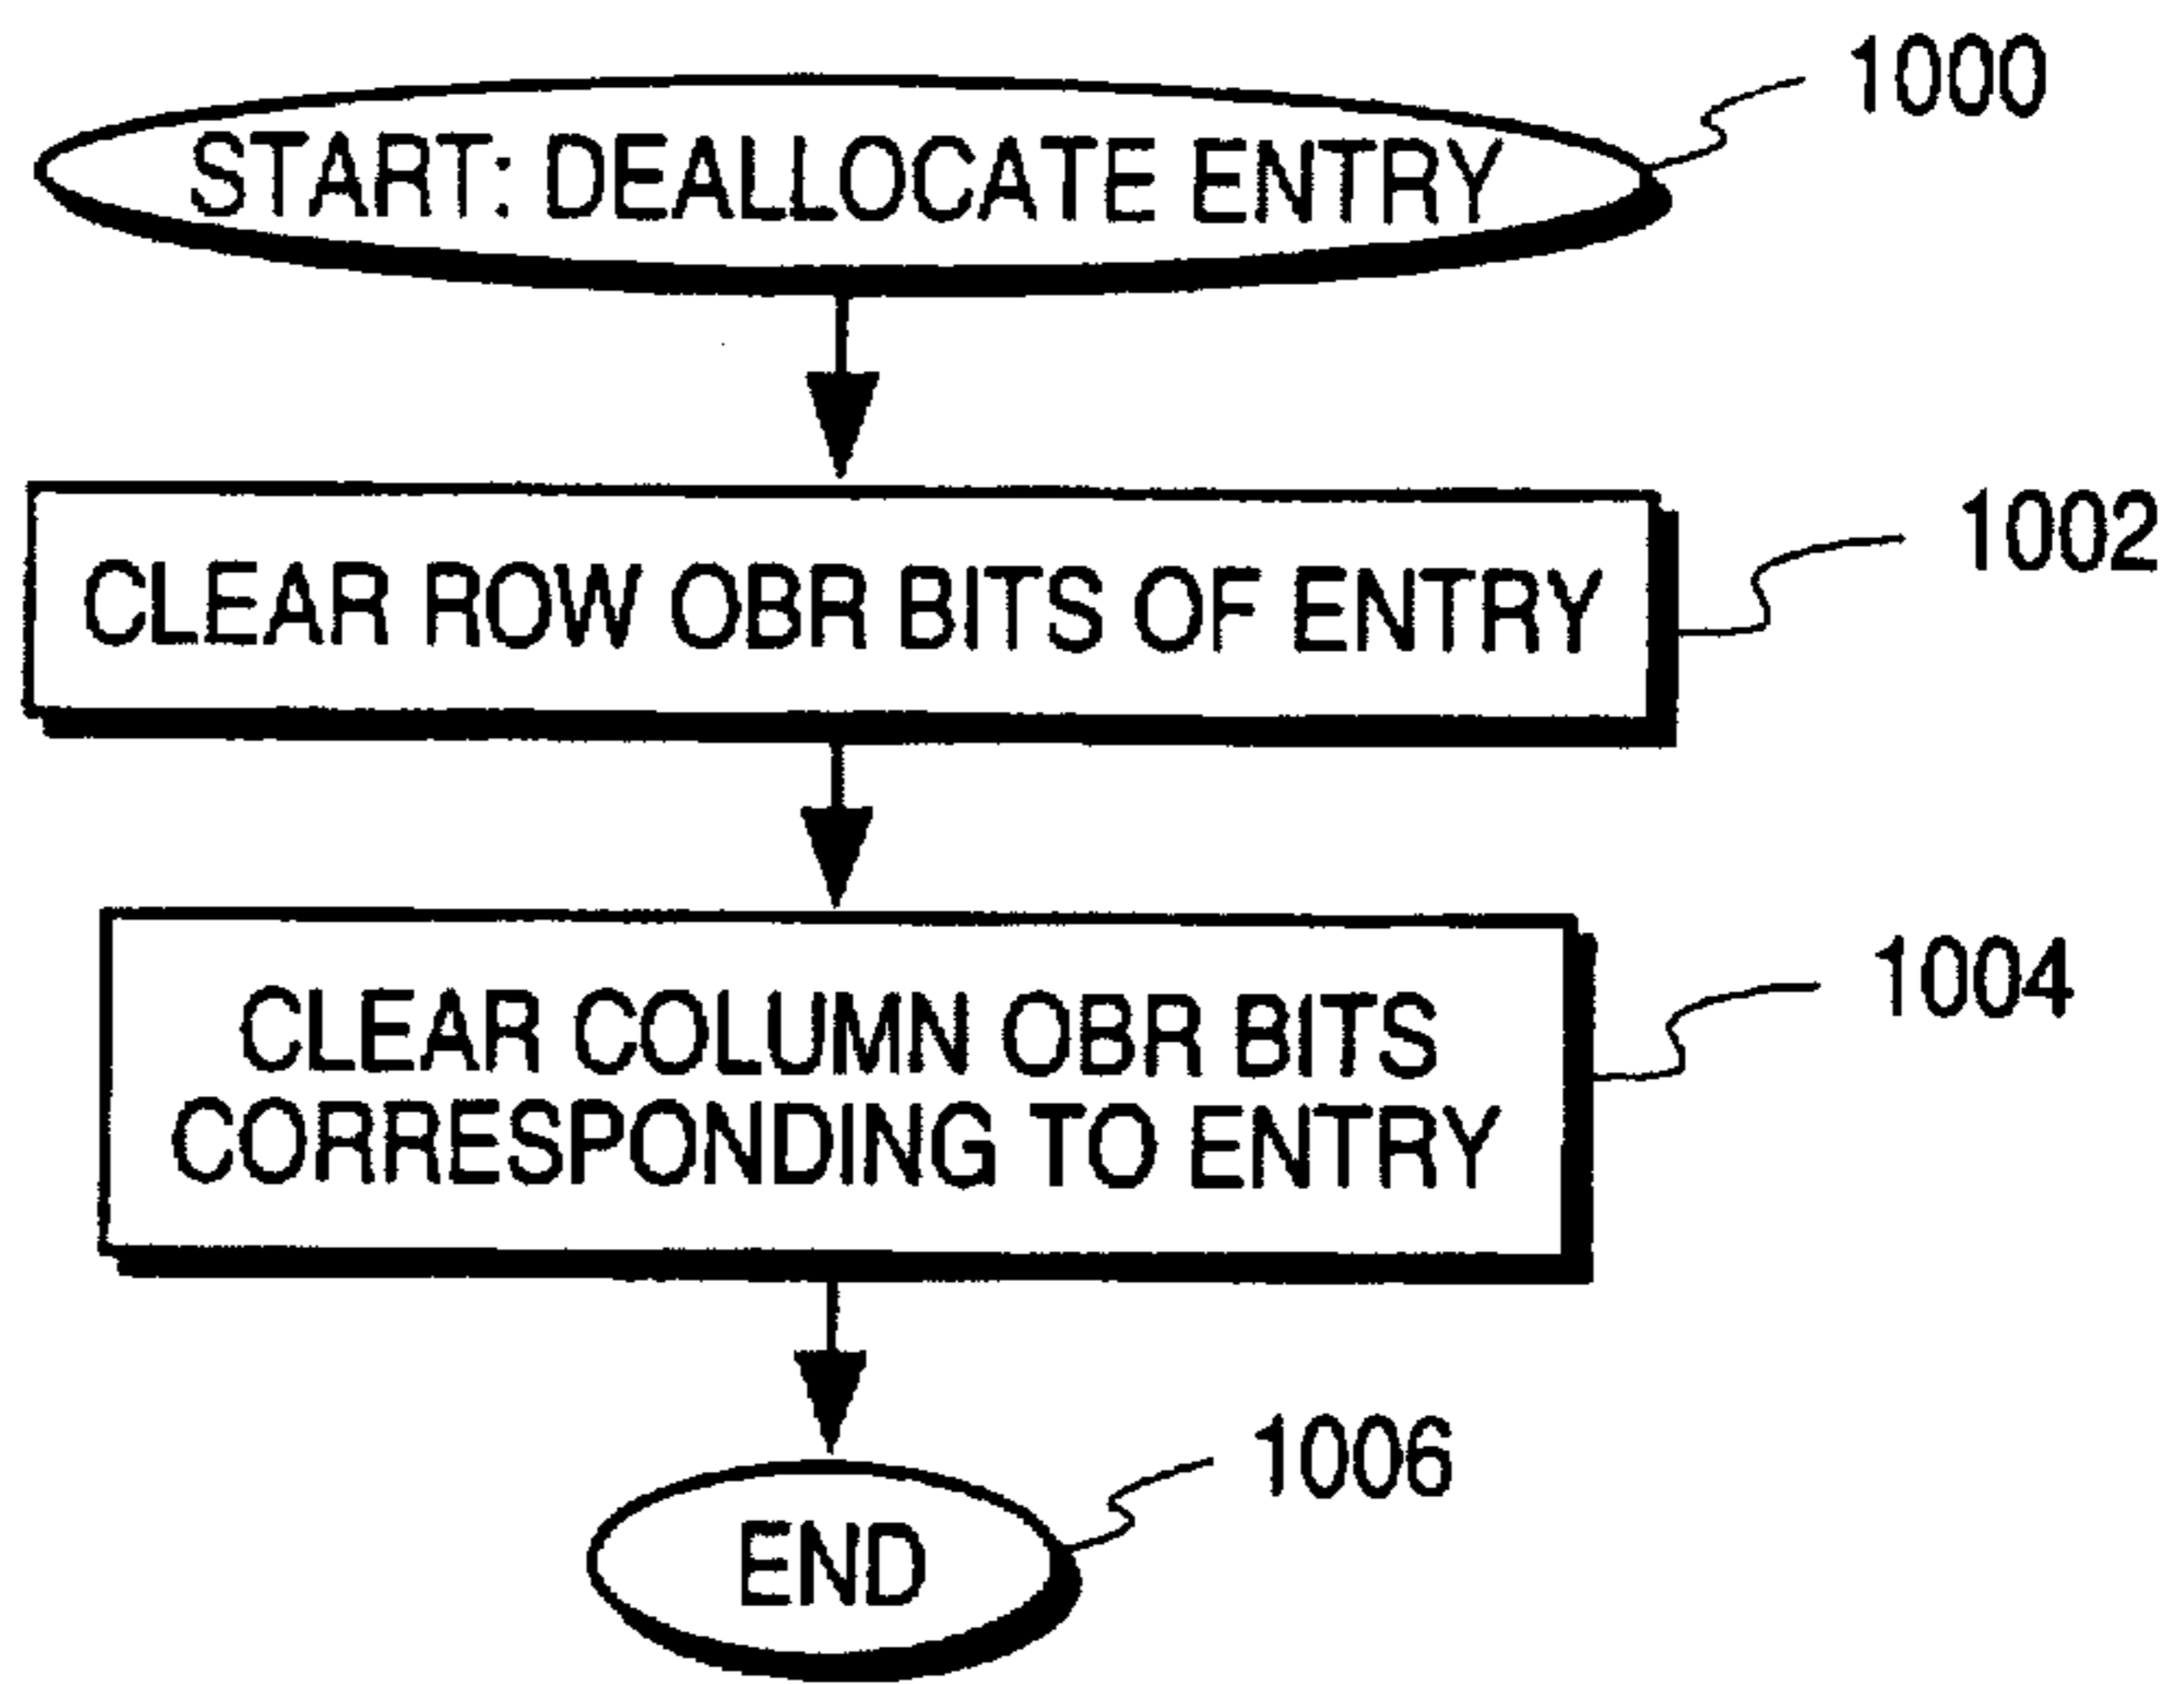 1000
START: DEALLOCATE ENTRY
1002
CLEAR ROW OBR BITS OF ENTRY
1004
CLEAR COLUMN OBR BITS
CORRESPONDING TO ENTRY
1006
END